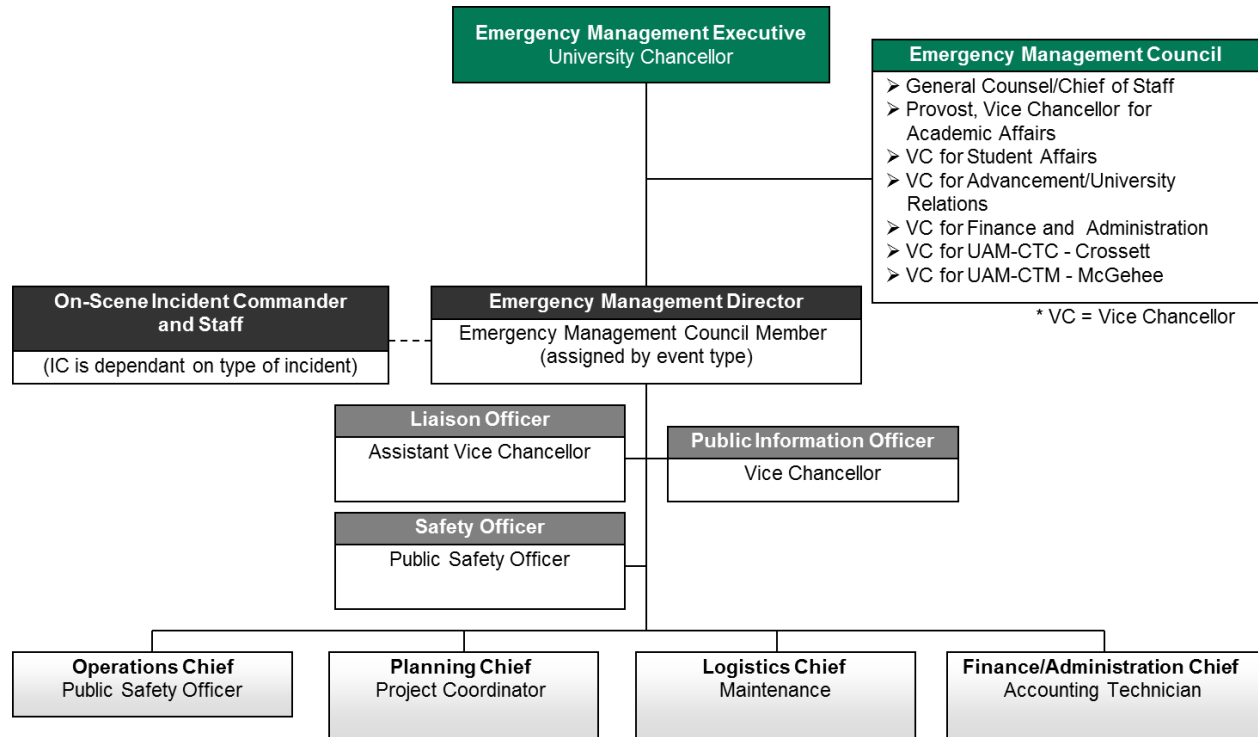 Emergency Management Executive
University Chancellor
Emergency Management Council
➢ General Counsel/Chief of Staff
➢ Provost, Vice Chancellor for
Academic Affairs
➢ VC for Student Affairs
➢ VC for Advancement/University
Relations
➢ VC for Finance and Administration
➢ VC for UAM-CTC - Crossett
➢ VC for UAM-CTM - McGehee
* VC = Vice Chancellor
On-Scene Incident Commander
and Staff
(IC is dependant on type of incident)
Emergency Management Director
Emergency Management Council Member
(assigned by event type)
Liaison Officer
Assistant Vice Chancellor
Public Information Officer
Vice Chancellor
Safety Officer
Public Safety Officer
Operations Chief
Public Safety Officer
Planning Chief
Project Coordinator
Logistics Chief
Maintenance
Finance/Administration Chief
Accounting Technician